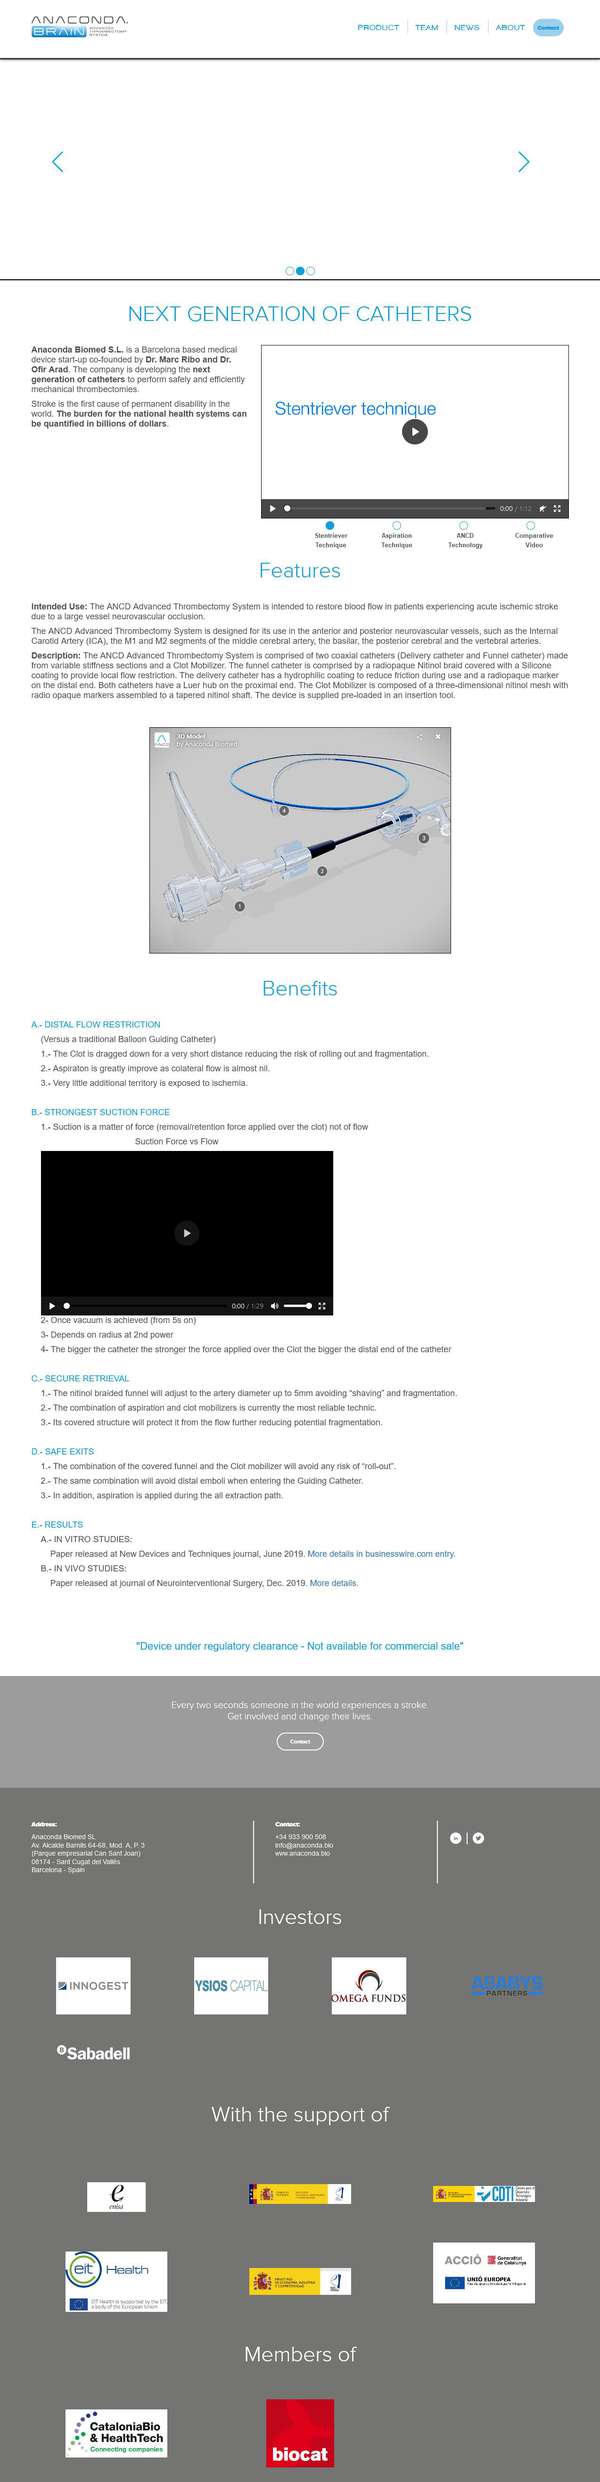 ANACONDA.
BRAIN ADVANCED THROMBECTOMY SYSTEM
PRODUCT
TEAM
NEWS
ABOUT
Contact
NEXT GENERATION OF CATHETERS
Anaconda Biomed S.L. is a Barcelona based medical
device start-up co-founded by Dr. Marc Ribo and Dr.
Ofir Arad. The company is developing the next
generation of catheters to perform safely and efficiently
mechanical thrombectomies.
Stroke is the first cause of permanent disability in the
world. The burden for the national health systems can
be quantified in billions of dollars.
Stentriever technique
0:00 / 1:12
Stentriever
Technique
Aspiration
Technique
ANCD
Technology
Comparative
Video
Features
Intended Use: The ANCD Advanced Thrombectomy System is intended to restore blood flow in patients experiencing acute ischemic stroke
due to a large vessel neurovascular occlusion.
The ANCD Advanced Thrombectomy System is designed for its use in the anterior and posterior neurovascular vessels, such as the Internal
Carotid Artery (ICA), the M1 and M2 segments of the middle cerebral artery, the basilar, the posterior cerebral and the vertebral arteries.
Description: The ANCD Advanced Thrombectomy System is comprised of two coaxial catheters (Delivery catheter and Funnel catheter) made
from variable stiffness sections and a Clot Mobilizer. The funnel catheter is comprised by a radiopaque Nitinol braid covered with a Silicone
coating to provide local flow restriction. The delivery catheter has a hydrophilic coating to reduce friction during use and a radiopaque marker
on the distal end. Both catheters have a Luer hub on the proximal end. The Clot Mobilizer is composed of a three-dimensional nitinol mesh with
radio opaque markers assembled to a tapered nitinol shaft. The device is supplied pre-loaded in an insertion tool.
3D Model
by Anaconda Biomed
4
3
2
1
Benefits
A.- DISTAL FLOW RESTRICTION
(Versus a traditional Balloon Guiding Catheter)
1.- The Clot is dragged down for a very short distance reducing the risk of rolling out and fragmentation.
2.- Aspiraton is greatly improve as colateral flow is almost nil.
3.- Very little additional territory is exposed to ischemia.
B.- STRONGEST SUCTION FORCE
1.- Suction is a matter of force (removal/retention force applied over the clot) not of flow
Suction Force vs Flow
0:00 / 1:29
2- Once vacuum is achieved (from 5s on)
3- Depends on radius at 2nd power
4- The bigger the catheter the stronger the force applied over the Clot the bigger the distal end of the catheter
C.- SECURE RETRIEVAL
1.- The nitinol braided funnel will adjust to the artery diameter up to 5mm avoiding “shaving” and fragmentation.
2.- The combination of aspiration and clot mobilizers is currently the most reliable technic.
3.- Its covered structure will protect it from the flow further reducing potential fragmentation.
D.- SAFE EXITS
1.- The combination of the covered funnel and the Clot mobilizer will avoid any risk of “roll-out”.
2.- The same combination will avoid distal emboli when entering the Guiding Catheter.
3.- In addition, aspiration is applied during the all extraction path.
E.- RESULTS
A.- IN VITRO STUDIES:
Paper released at New Devices and Techniques journal, June 2019. More details in businesswire.com entry.
B.- IN VIVO STUDIES:
Paper released at journal of Neurointerventional Surgery, Dec. 2019. More details.
"Device under regulatory clearance - Not available for commercial sale"
Every two seconds someone in the world experiences a stroke.
Get involved and change their lives.
Contact
Address:
Anaconda Biomed SL
Av. Alcalde Barnils 64-68, Mod. A, P. 3
(Parque empresarial Can Sant Joan)
08174 - Sant Cugat del Vallés
Barcelona - Spain
Contact:
+34 933 900 508
info@anaconda.bio
www.anaconda.bio
Investors
INNOGEST
YSIOS CAPITAL
OMEGA FUNDS
ASABYS
PARTNERS
Sabadell
With the support of
enisa
CDTI
eit Health
EIT Health is supported by the EIT
a body of the European Union
ACCIÓ
Generalitat
de Catalunya
UNIÓ EUROPEA
Members of
CataloniaBio
& HealthTech
Connecting companies
biocat